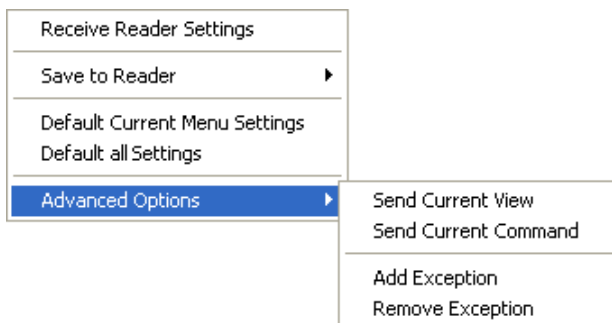 Receive Reader Settings
Save to Reader
Default Current Menu Settings
Default all Settings
Advanced Options
Send Current View
Send Current Command
Add Exception
Remove Exception